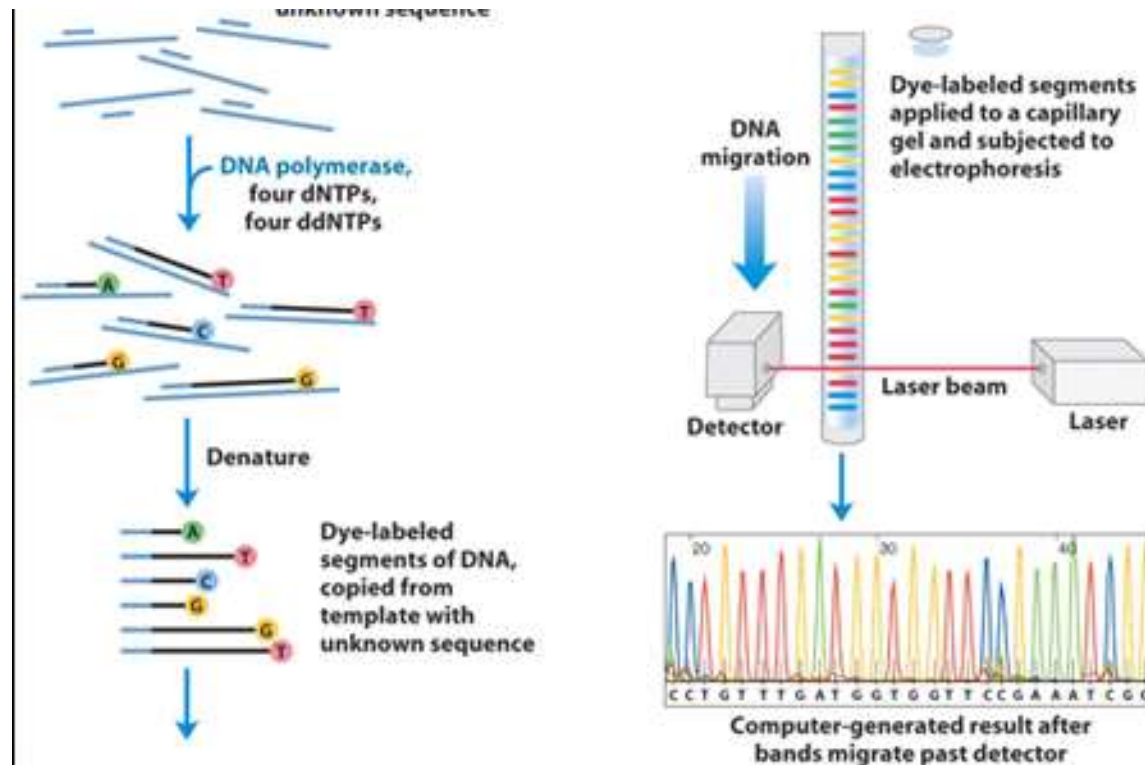 unknown sequence
DNA polymerase,
four dNTPs,
four ddNTPs
A
T
T
C
G
G
Denature
A
T
C
G
G
T
Dye-labeled
segments of DNA,
copied from
template with
unknown sequence
DNA
migration
Dye-labeled segments
applied to a capillary
gel and subjected to
electrophoresis
Detector
Laser beam
Laser
20
30
40
C C T G T T T G A T G G T G G T T C C G A A A T C G G
Computer-generated result after
bands migrate past detector